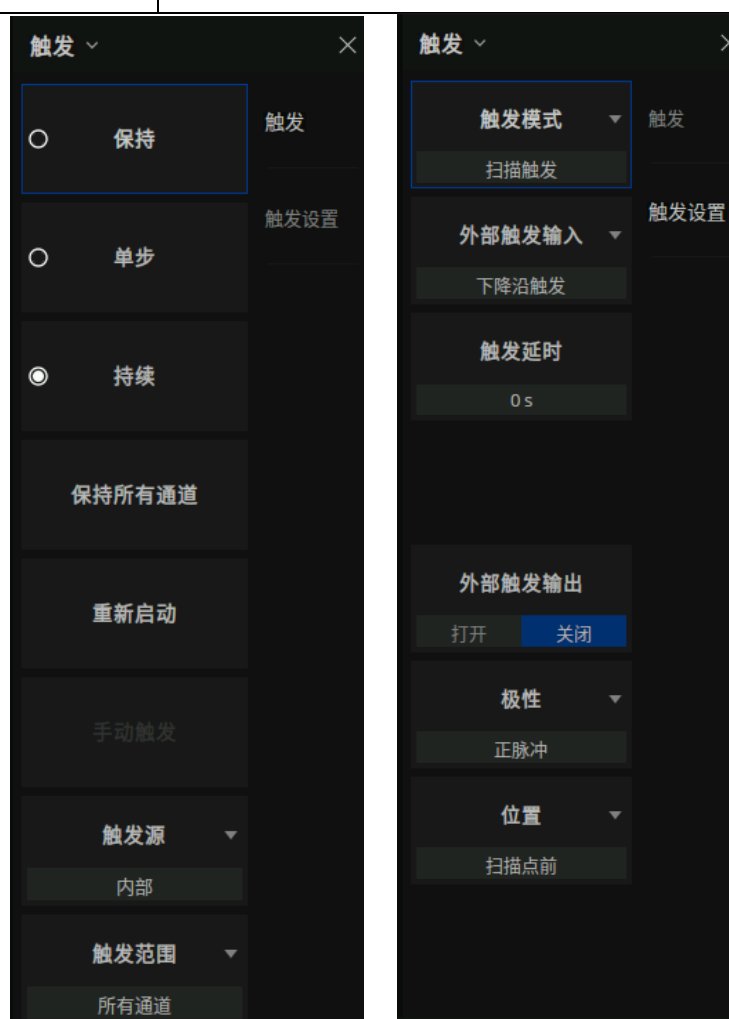 触发
保持
触发
触发设置
单步
持续
保持所有通道
重新启动
手动触发
触发源
内部
触发范围
所有通道
触发
触发模式
扫描触发
触发
触发设置
外部触发输入
下降沿触发
触发延时
0 s
外部触发输出
打开 关闭
极性
正脉冲
位置
扫描点前